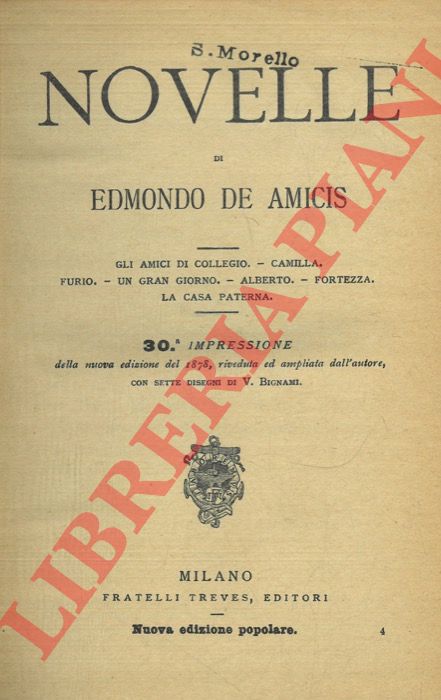 S. Morello
NOVELLE
DI
EDMONDO DE AMICIS
GLI AMICI DI COLLEGIO. - CAMILLA.
FURIO. - UN GRAN GIORNO. - ALBERTO. - FORTEZZA.
LA CASA PATERNA.
30.ª IMPRESSIONE
della nuova edizione del 1878, riveduta ed ampliata dall'autore,
CON SETTE DISEGNI DI V. BIGNAMI.
MILANO
FRATELLI TREVES, EDITORI
Nuova edizione popolare. 4
LIBRERIA PIANI